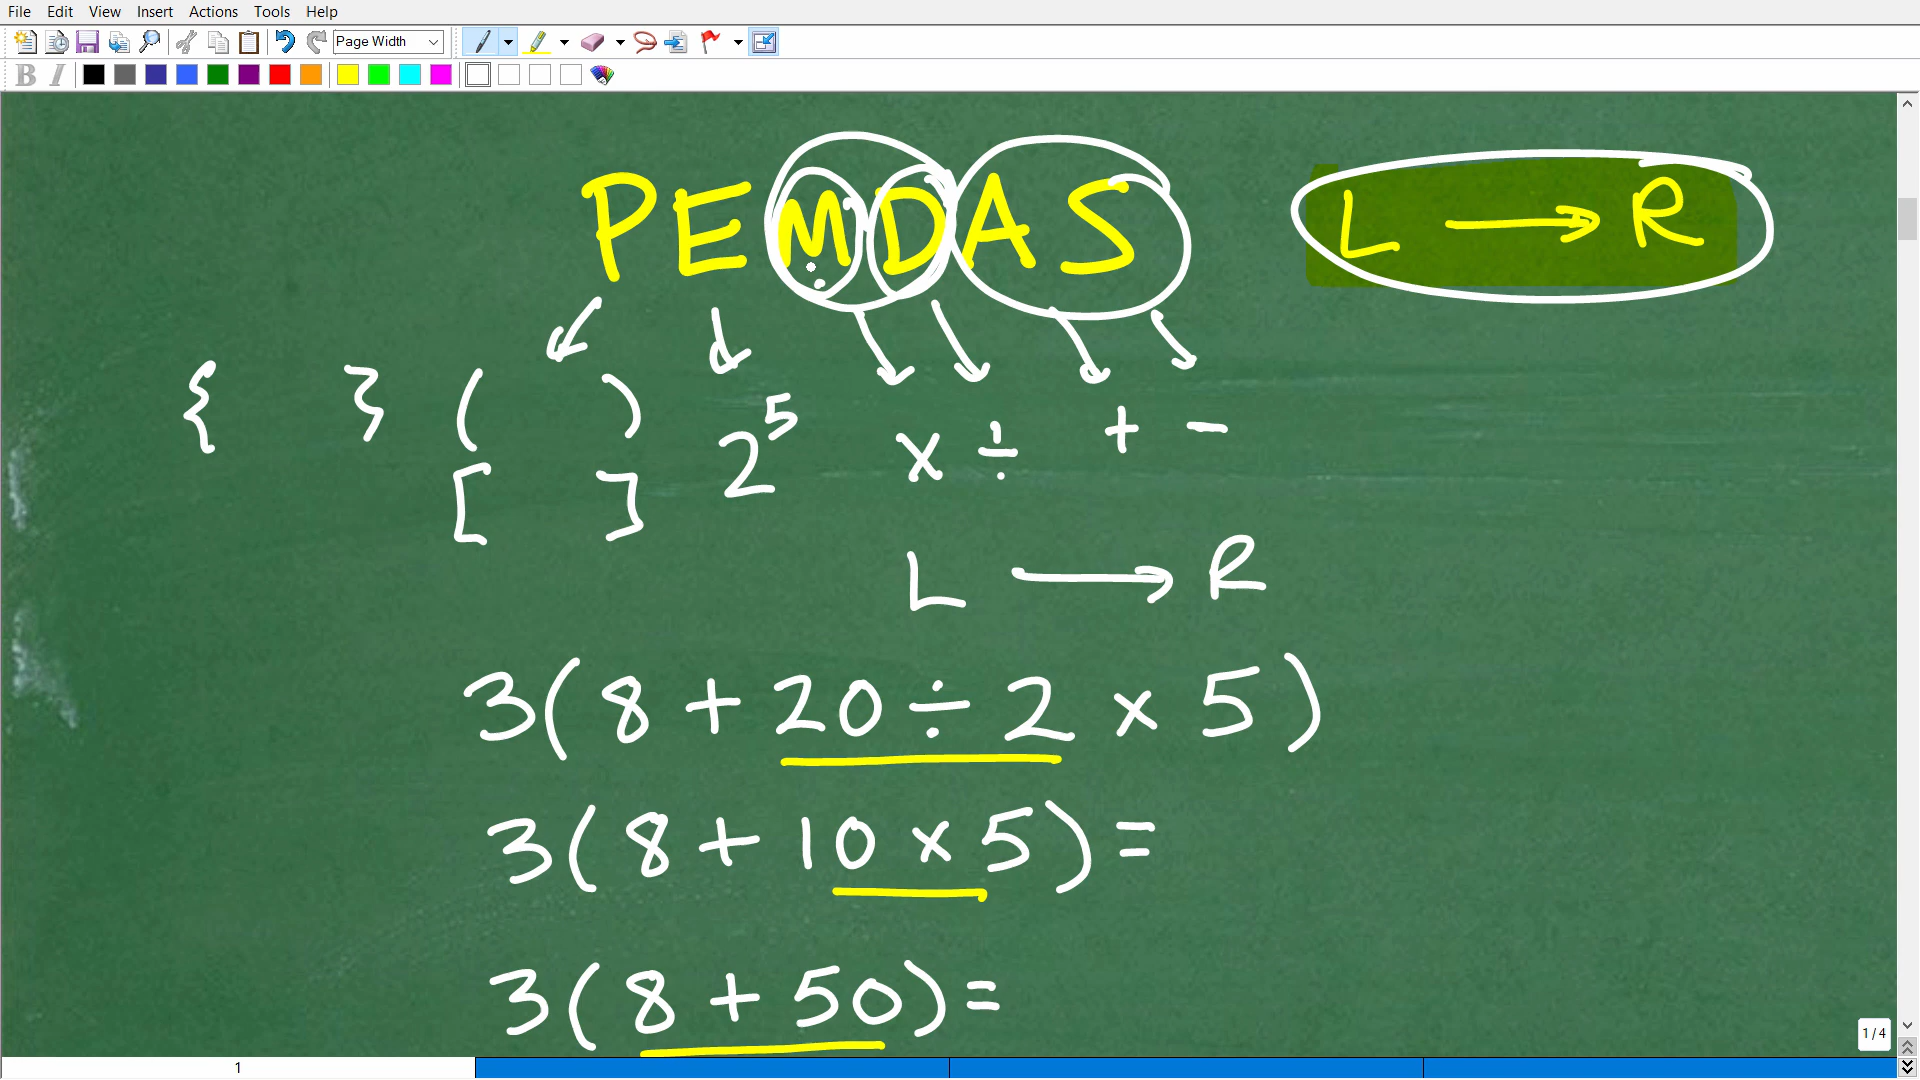 File Edit View Insert Actions Tools Help
Page Width
B I
PEMDAS L → R
{ } ( ) 2⁵ × ÷ + -
[ ]
L → R
3(8 + 20 ÷ 2 × 5)
3(8 + 10 × 5) =
3(8 + 50) =
1 / 4
1